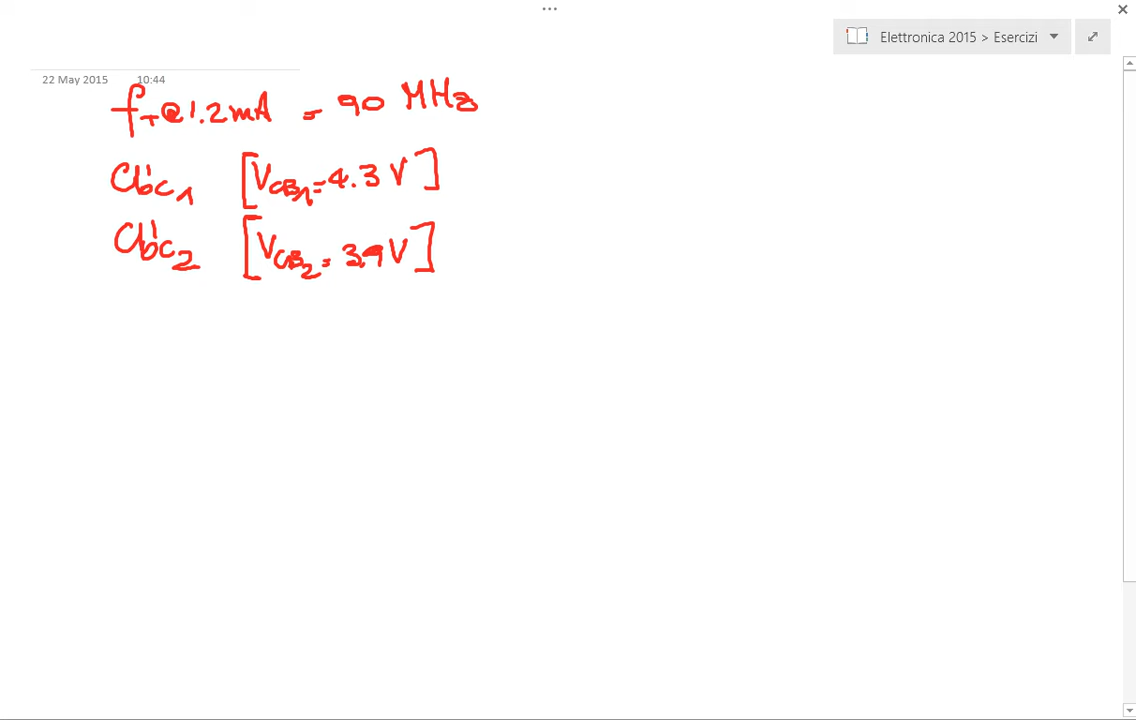 Elettronica 2015 > Esercizi
22 May 2015 10:44
fT@1.2mA = 90 MHz
Cb'c1 [VCB1=4.3 V]
Cb'c2 [VCB2= 3.9V]